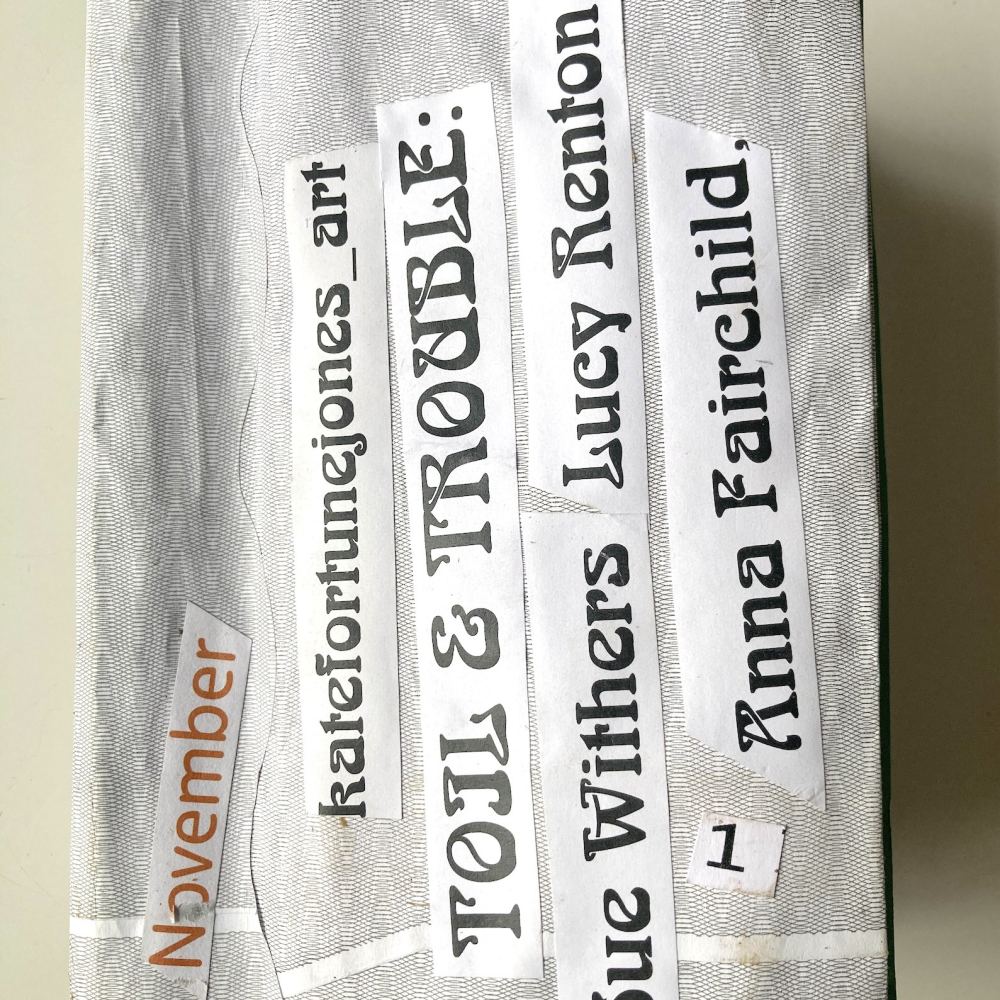 November
katefortunejones_art
TOIL & TROUBLE:
Sue Withers Lucy Renton
Anna Fairchild,
1